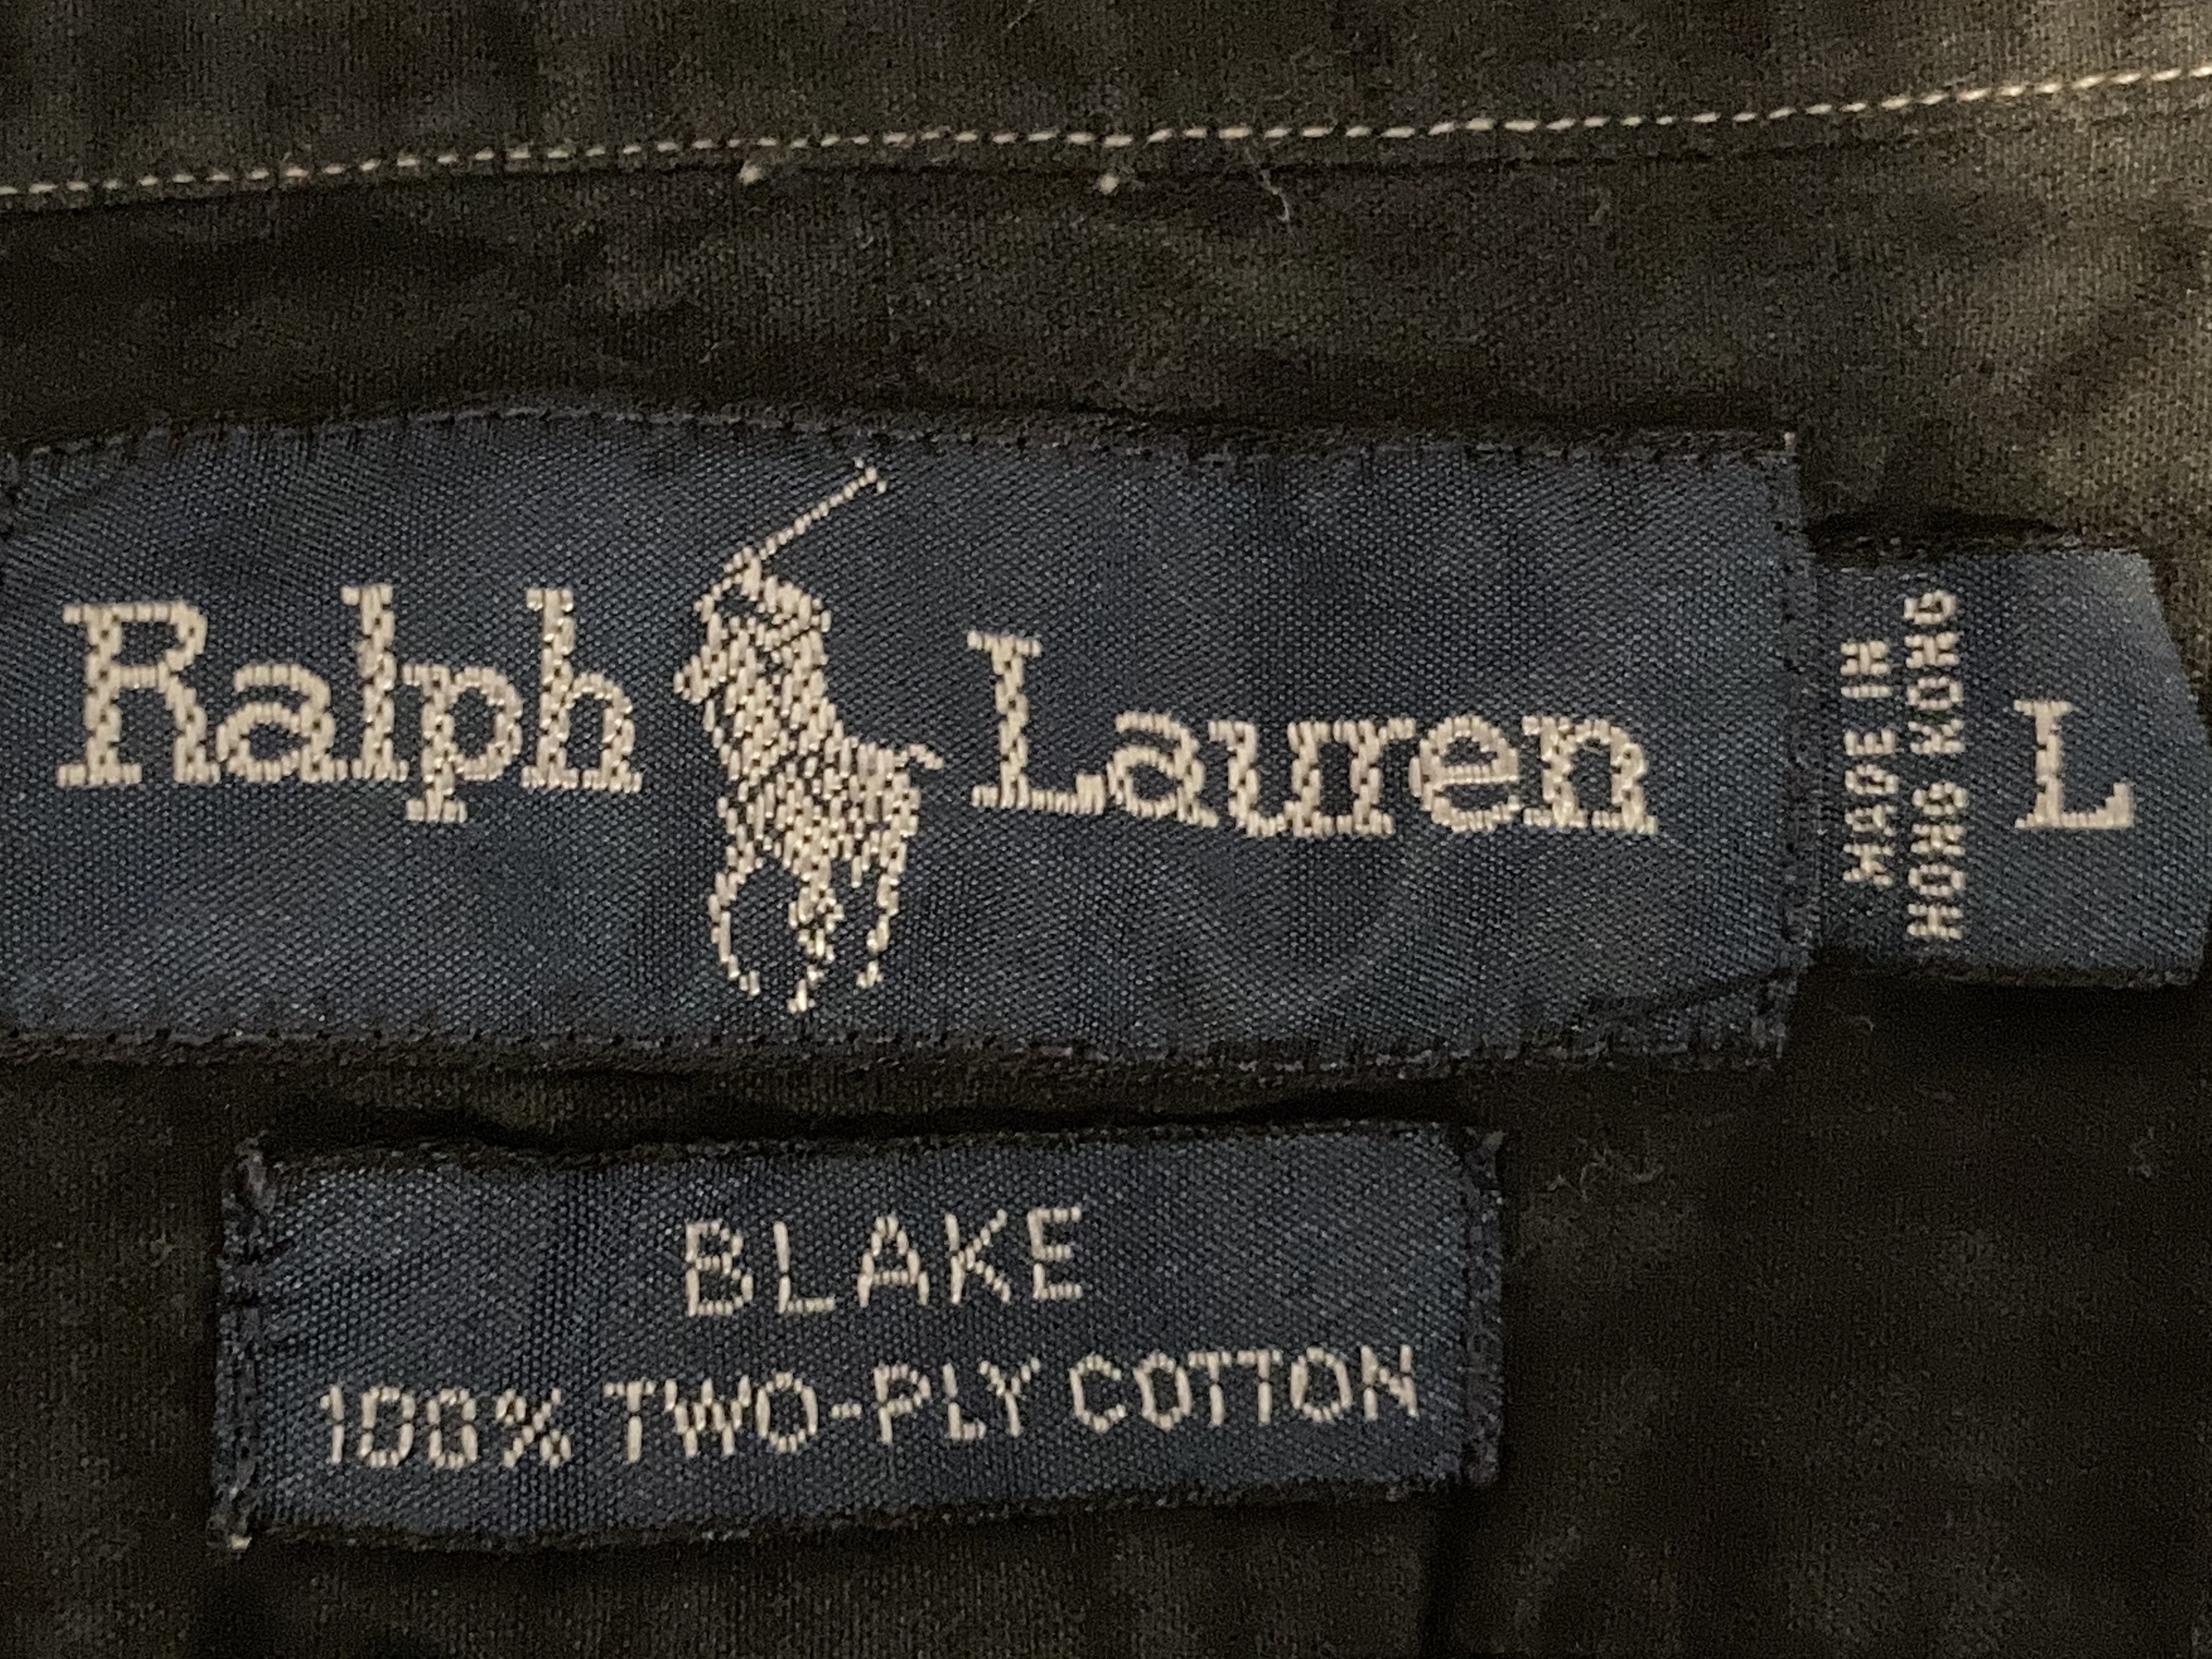 Ralph Lauren
MADE IN
HONG KONG
L
BLAKE
100% TWO-PLY COTTON